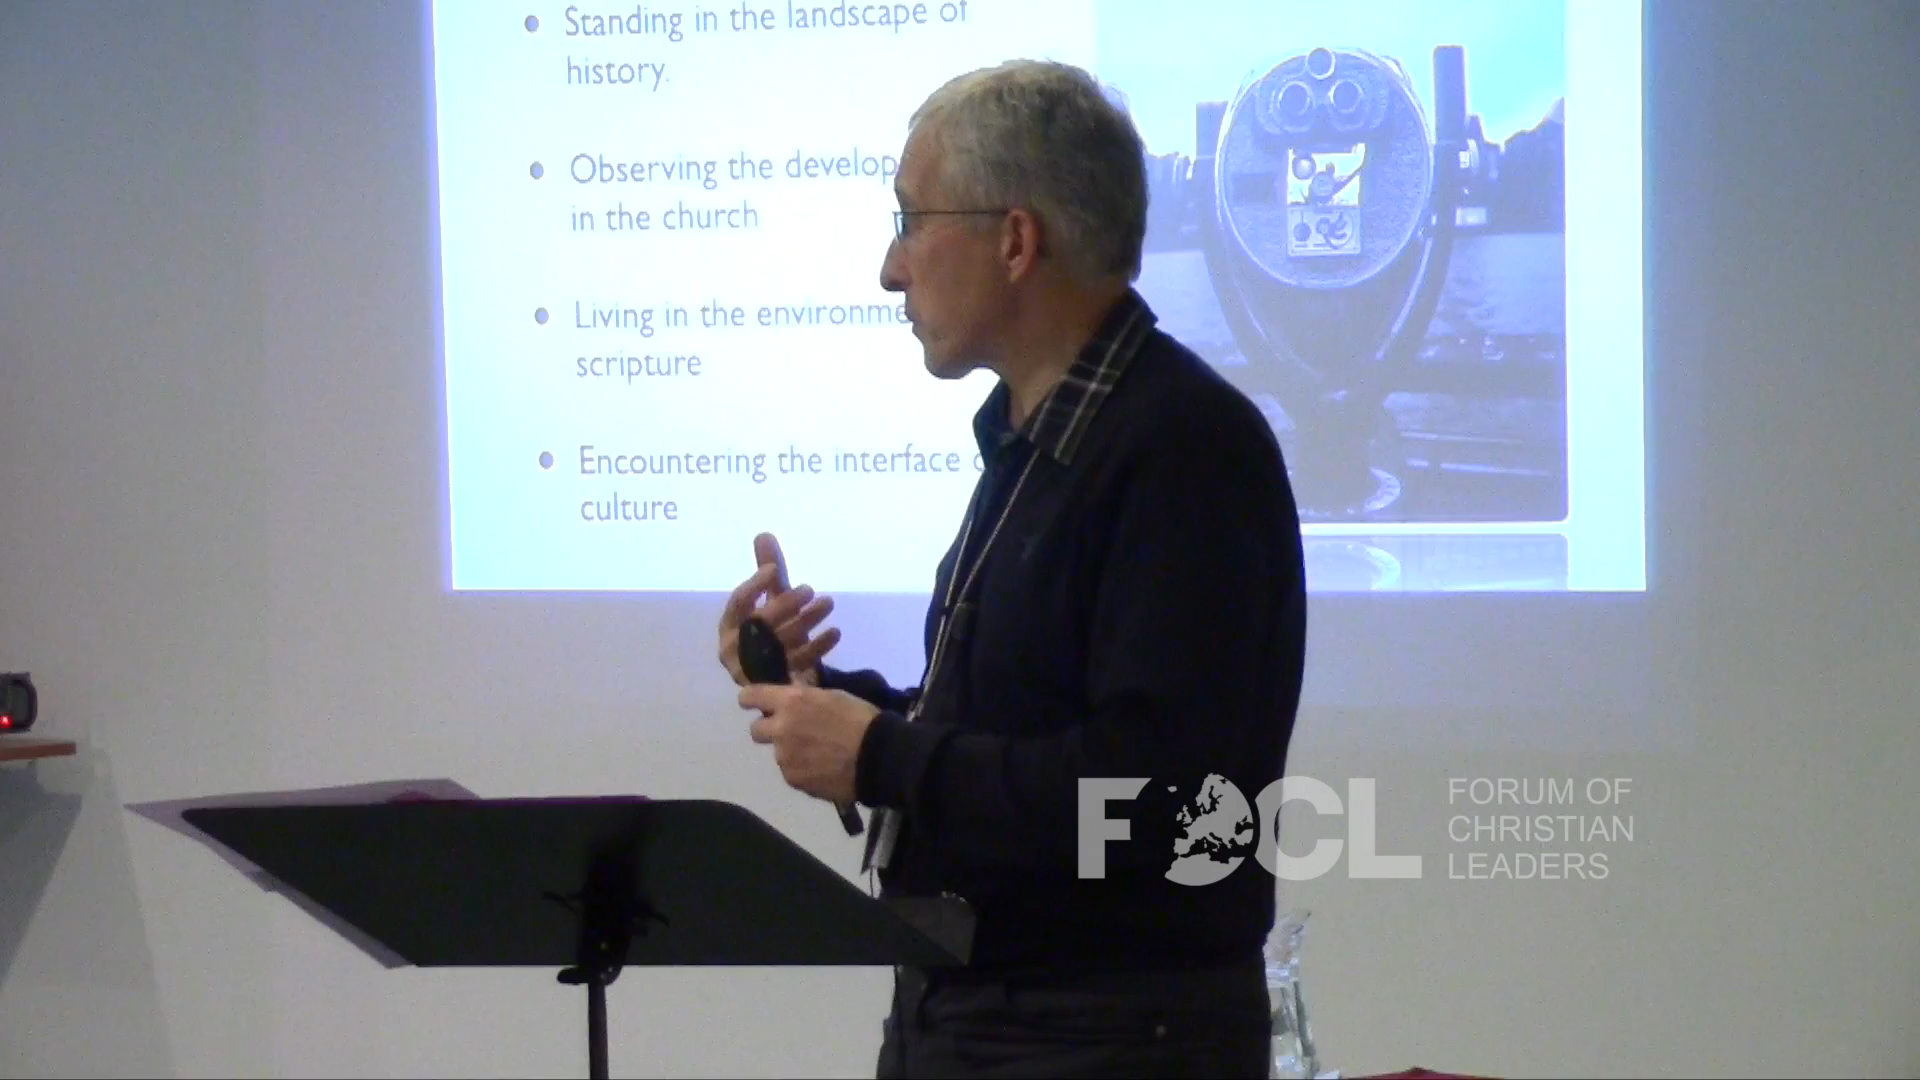 Standing in the landscape of
history.
Observing the develop
in the church
Living in the environme
scripture
Encountering the interface
culture
FOCL
FORUM OF
CHRISTIAN
LEADERS